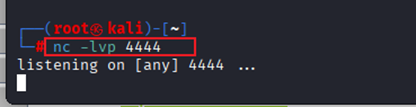 ┌──(root㉿kali)-[~]
└─# nc -lvp 4444
listening on [any] 4444 ...